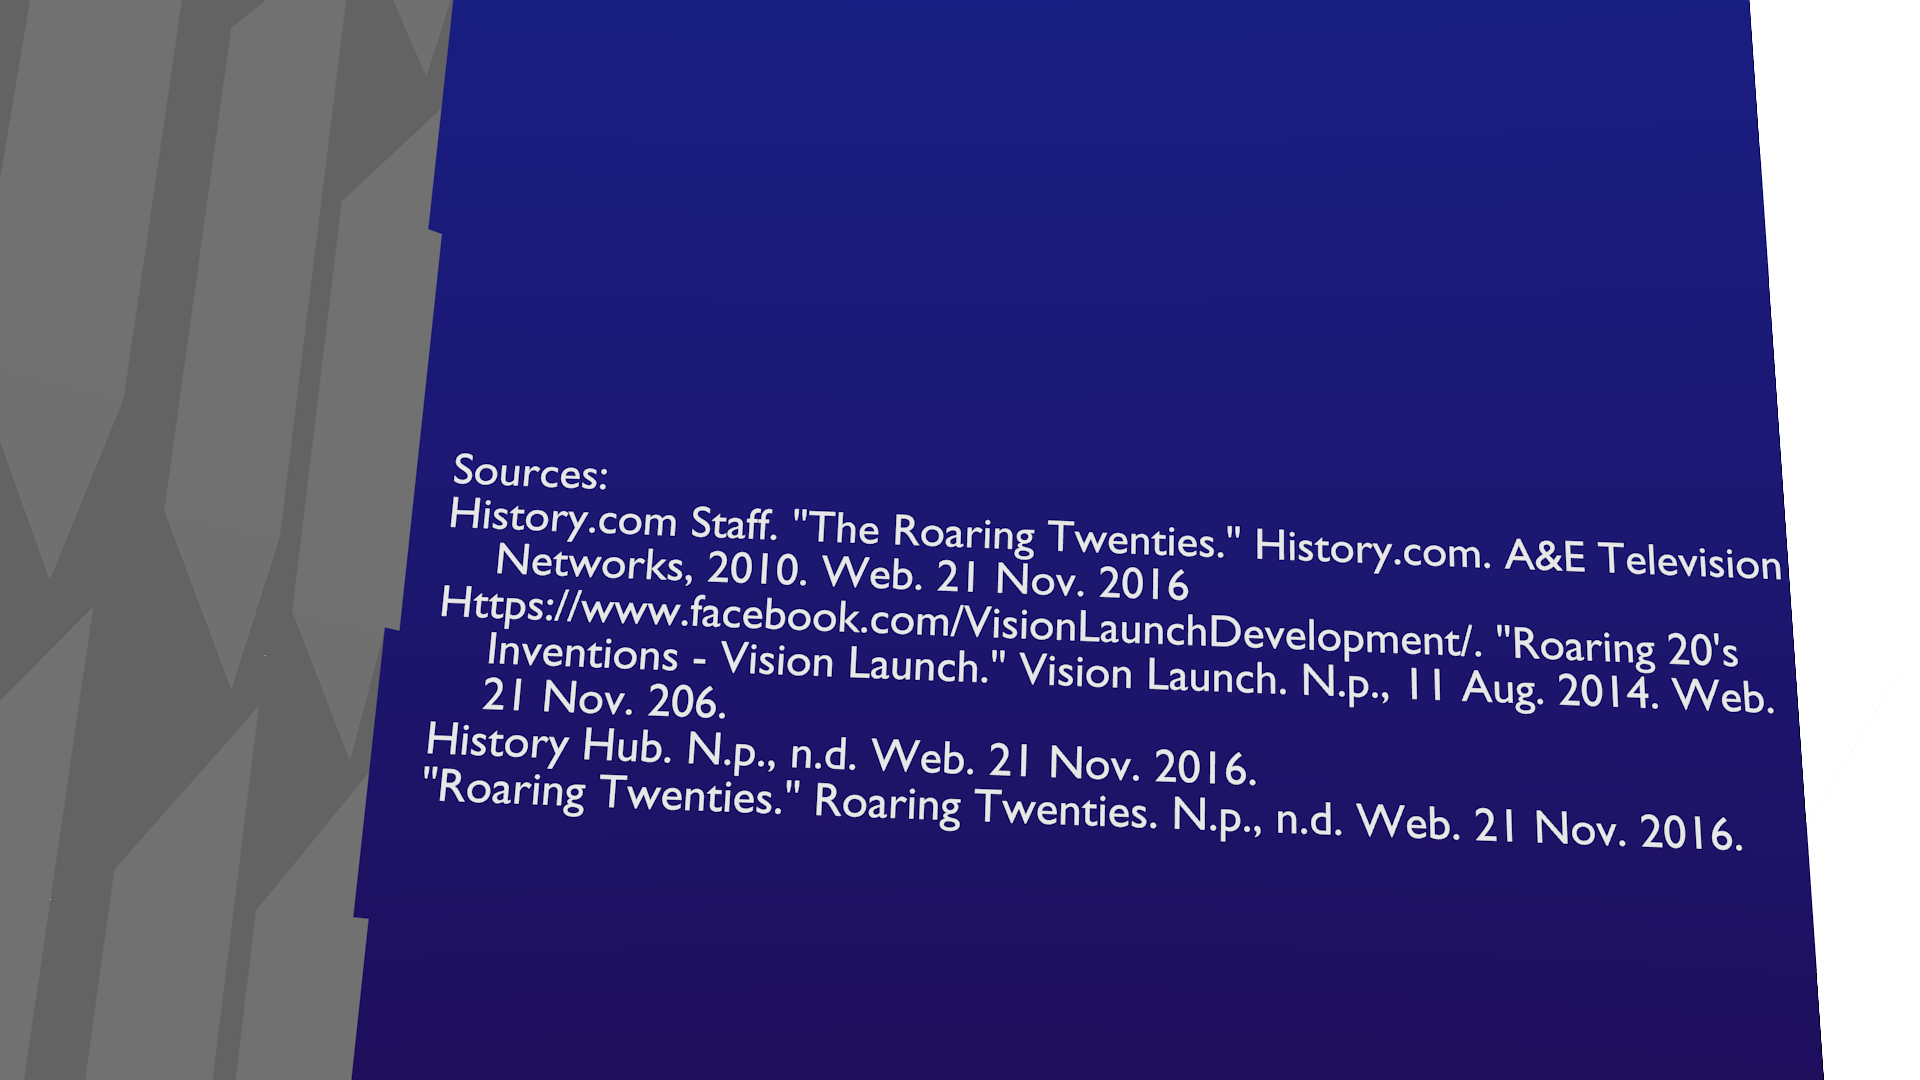 Sources:
History.com Staff. "The Roaring Twenties." History.com. A&E Television
Networks, 2010. Web. 21 Nov. 2016
Https://www.facebook.com/VisionLaunchDevelopment/. "Roaring 20's
Inventions - Vision Launch." Vision Launch. N.p., 11 Aug. 2014. Web.
21 Nov. 206.
History Hub. N.p., n.d. Web. 21 Nov. 2016.
"Roaring Twenties." Roaring Twenties. N.p., n.d. Web. 21 Nov. 2016.